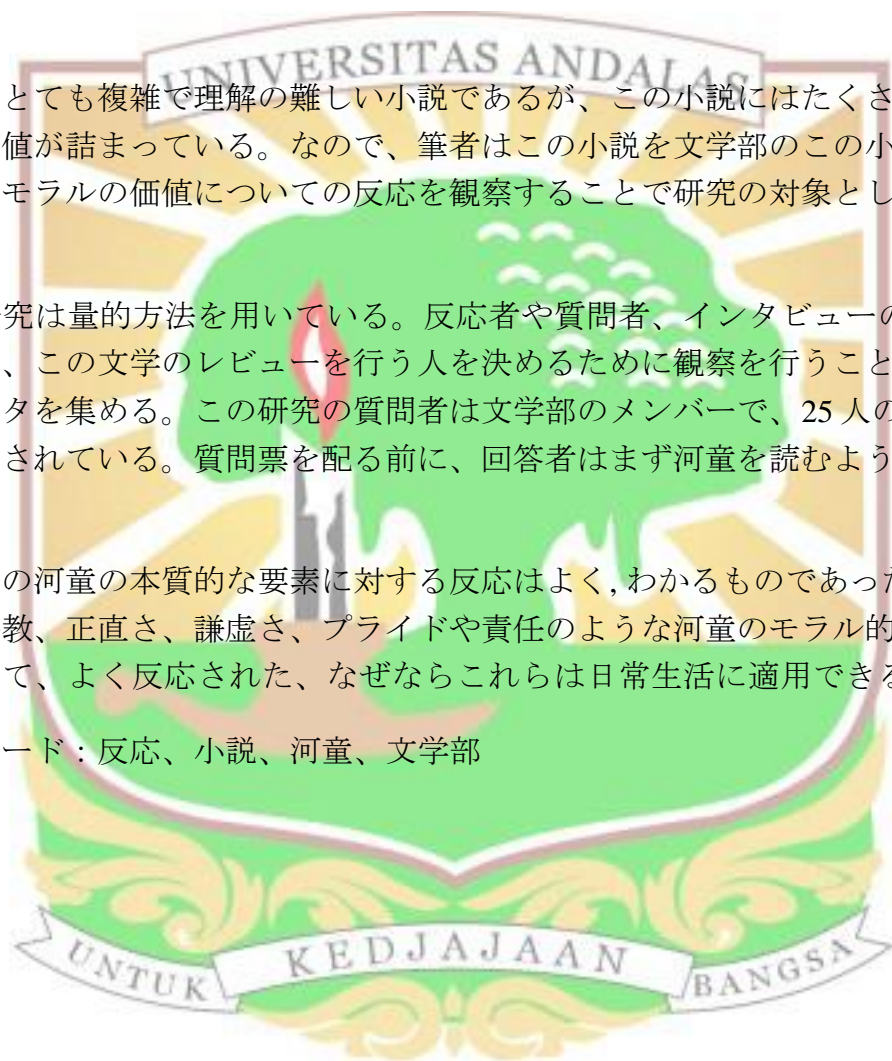 UNIVERSITAS ANDALAS
とても複雑で理解の難しい小説であるが、この小説にはたくさ
値が詰まっている。なので、筆者はこの小説を文学部のこの小
モラルの価値についての反応を観察することで研究の対象とし
究は量的方法を用いている。反応者や質問者、インタビューの
、この文学のレビューを行う人を決めるために観察を行うこと
タを集める。この研究の質問者は文学部のメンバーで、25 人の
されている。質問票を配る前に、回答者はまず河童を読むよう
の河童の本質的な要素に対する反応はよく, わかるものであった
教、正直さ、謙虚さ、プライドや責任のような河童のモラル的
て、よく反応された、なぜならこれらは日常生活に適用できる
ード：反応、小説、河童、文学部
UNTUK KEDJAJAAN BANGSA